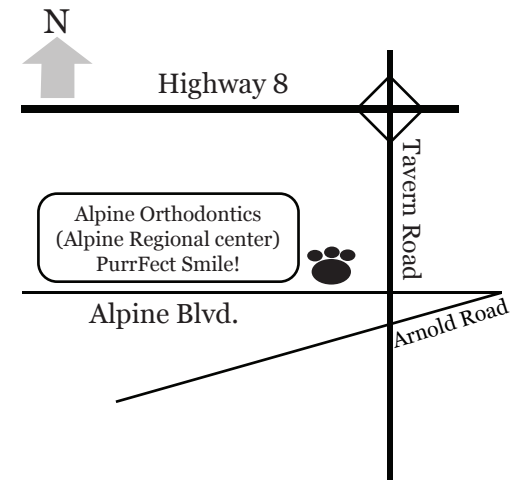 N
Highway 8
Tavern Road
Alpine Orthodontics
(Alpine Regional center)
PurrFect Smile!
Alpine Blvd.
Arnold Road